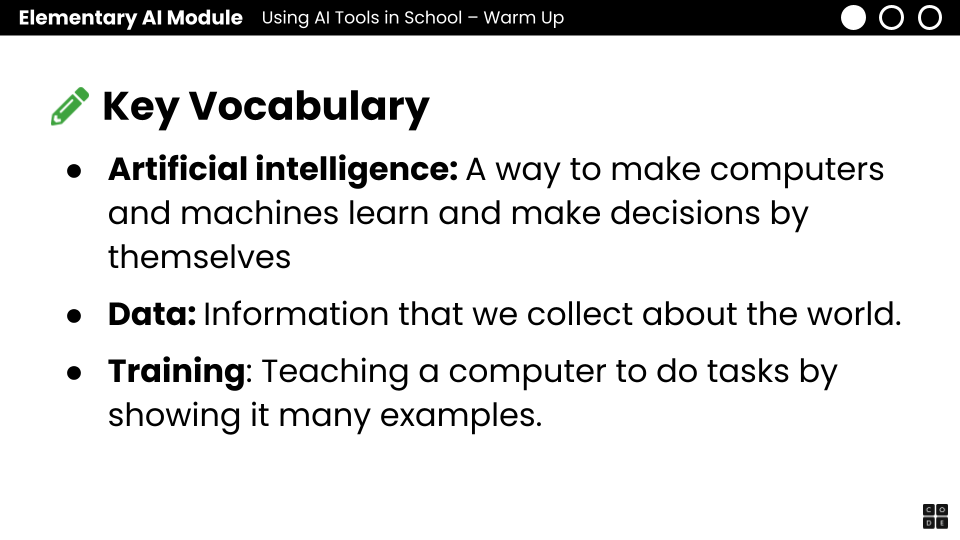 Elementary AI Module Using AI Tools in School – Warm Up
Key Vocabulary
● Artificial intelligence: A way to make computers
and machines learn and make decisions by
themselves
● Data: Information that we collect about the world.
● Training: Teaching a computer to do tasks by
showing it many examples.
C O
D E